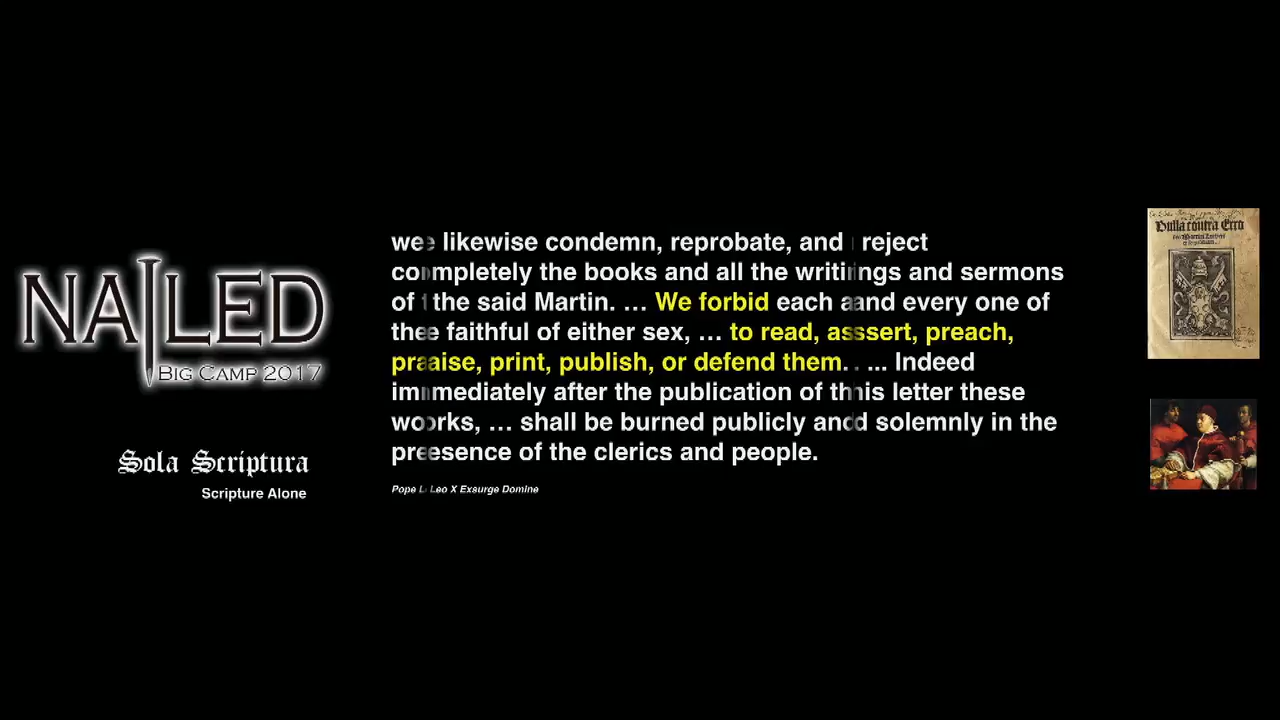 NAILED
BIG CAMP 2017
Sola Scriptura
Scripture Alone
we likewise condemn, reprobate, and reject
completely the books and all the writings and sermons
of the said Martin. … We forbid each and every one of
the faithful of either sex, … to read, assert, preach,
praise, print, publish, or defend them. ... Indeed
immediately after the publication of this letter these
works, … shall be burned publicly and solemnly in the
presence of the clerics and people.
Pope Leo X Exsurge Domine
Bulla contra Erro